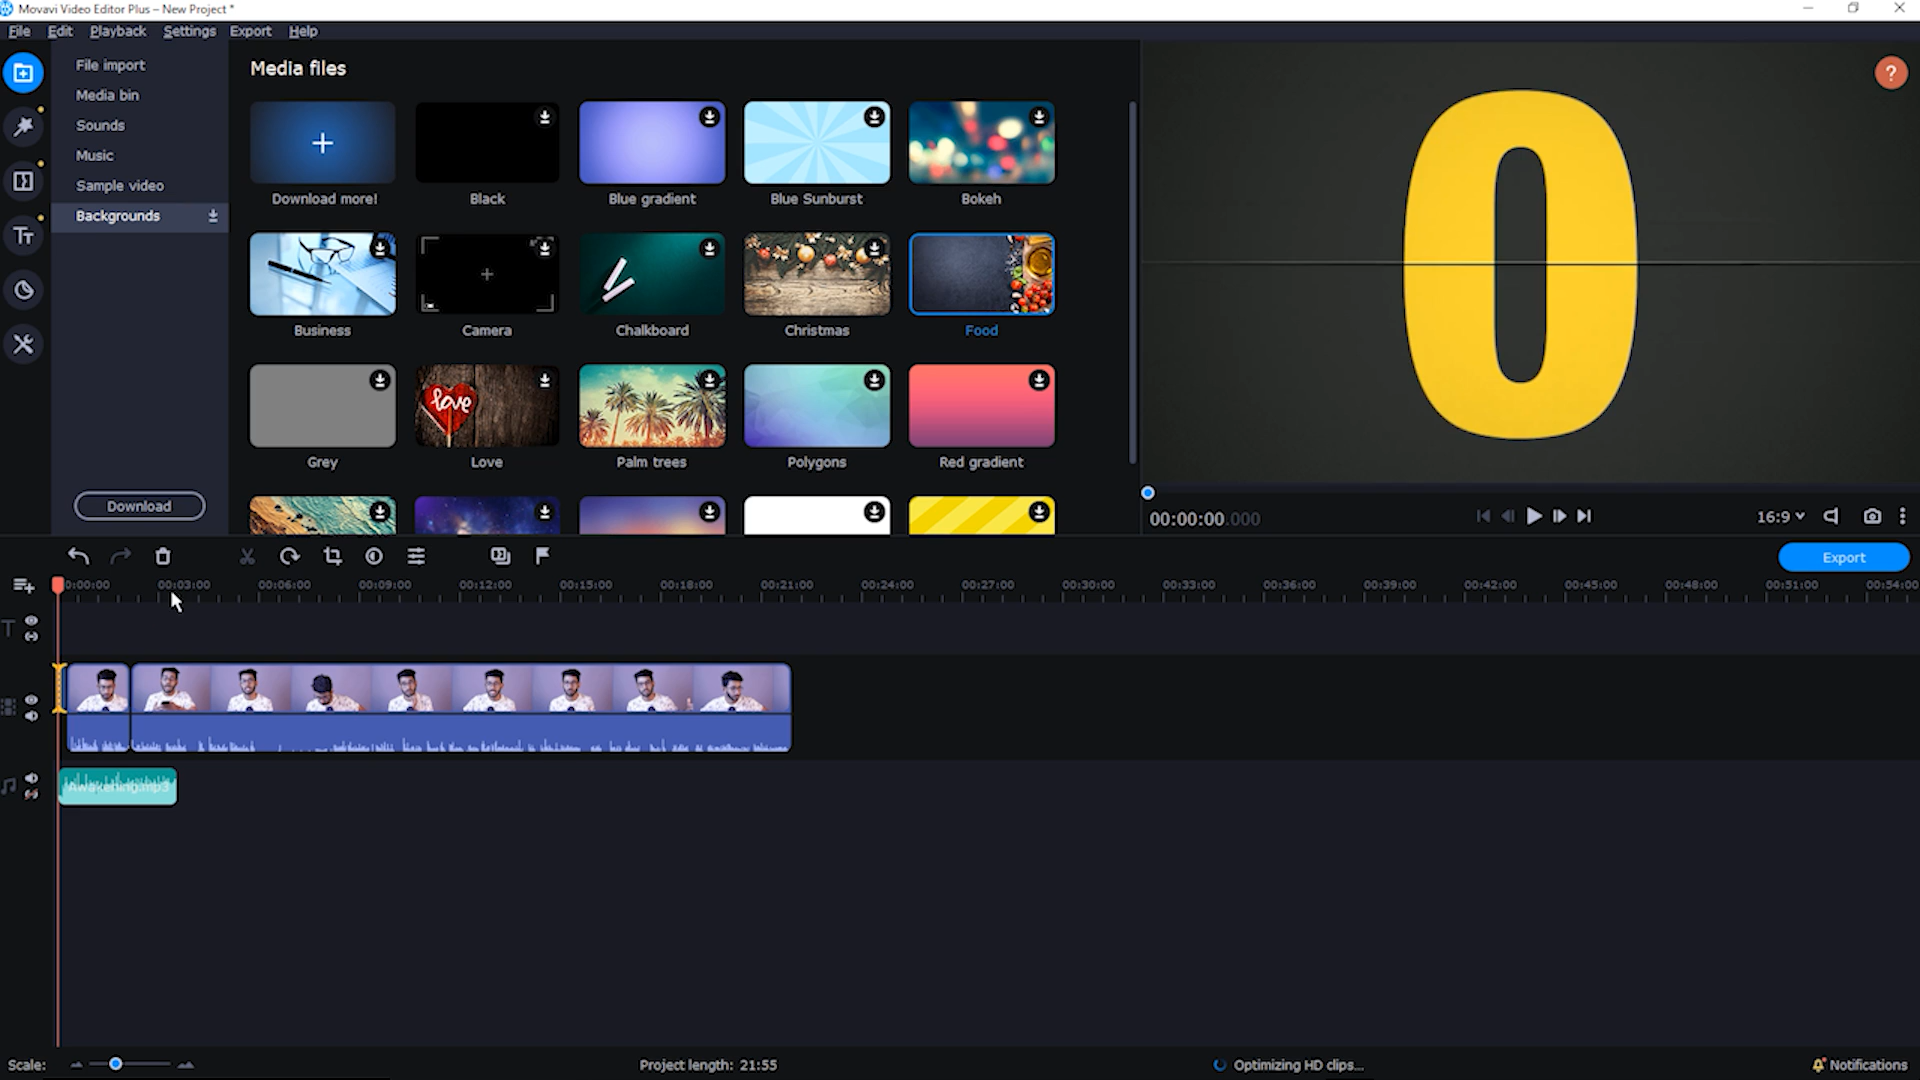 Movavi Video Editor Plus – New Project *
File Edit Playback Settings Export Help
File import
Media bin
Sounds
Music
Sample video
Backgrounds
Download
Media files
Download more!
Black
Blue gradient
Blue Sunburst
Bokeh
Business
Camera
Chalkboard
Christmas
Food
love
Grey
Love
Palm trees
Polygons
Red gradient
0
?
00:00:00.000
16:9
Export
0:00:00 00:03:00 00:06:00 00:09:00 00:12:00 00:15:00 00:18:00 00:21:00 00:24:00 00:27:00 00:30:00 00:33:00 00:36:00 00:39:00 00:42:00 00:45:00 00:48:00 00:51:00 00:54:00
Awakening.mp3
Scale:
Project length: 21:55
Optimizing HD clips...
Notifications